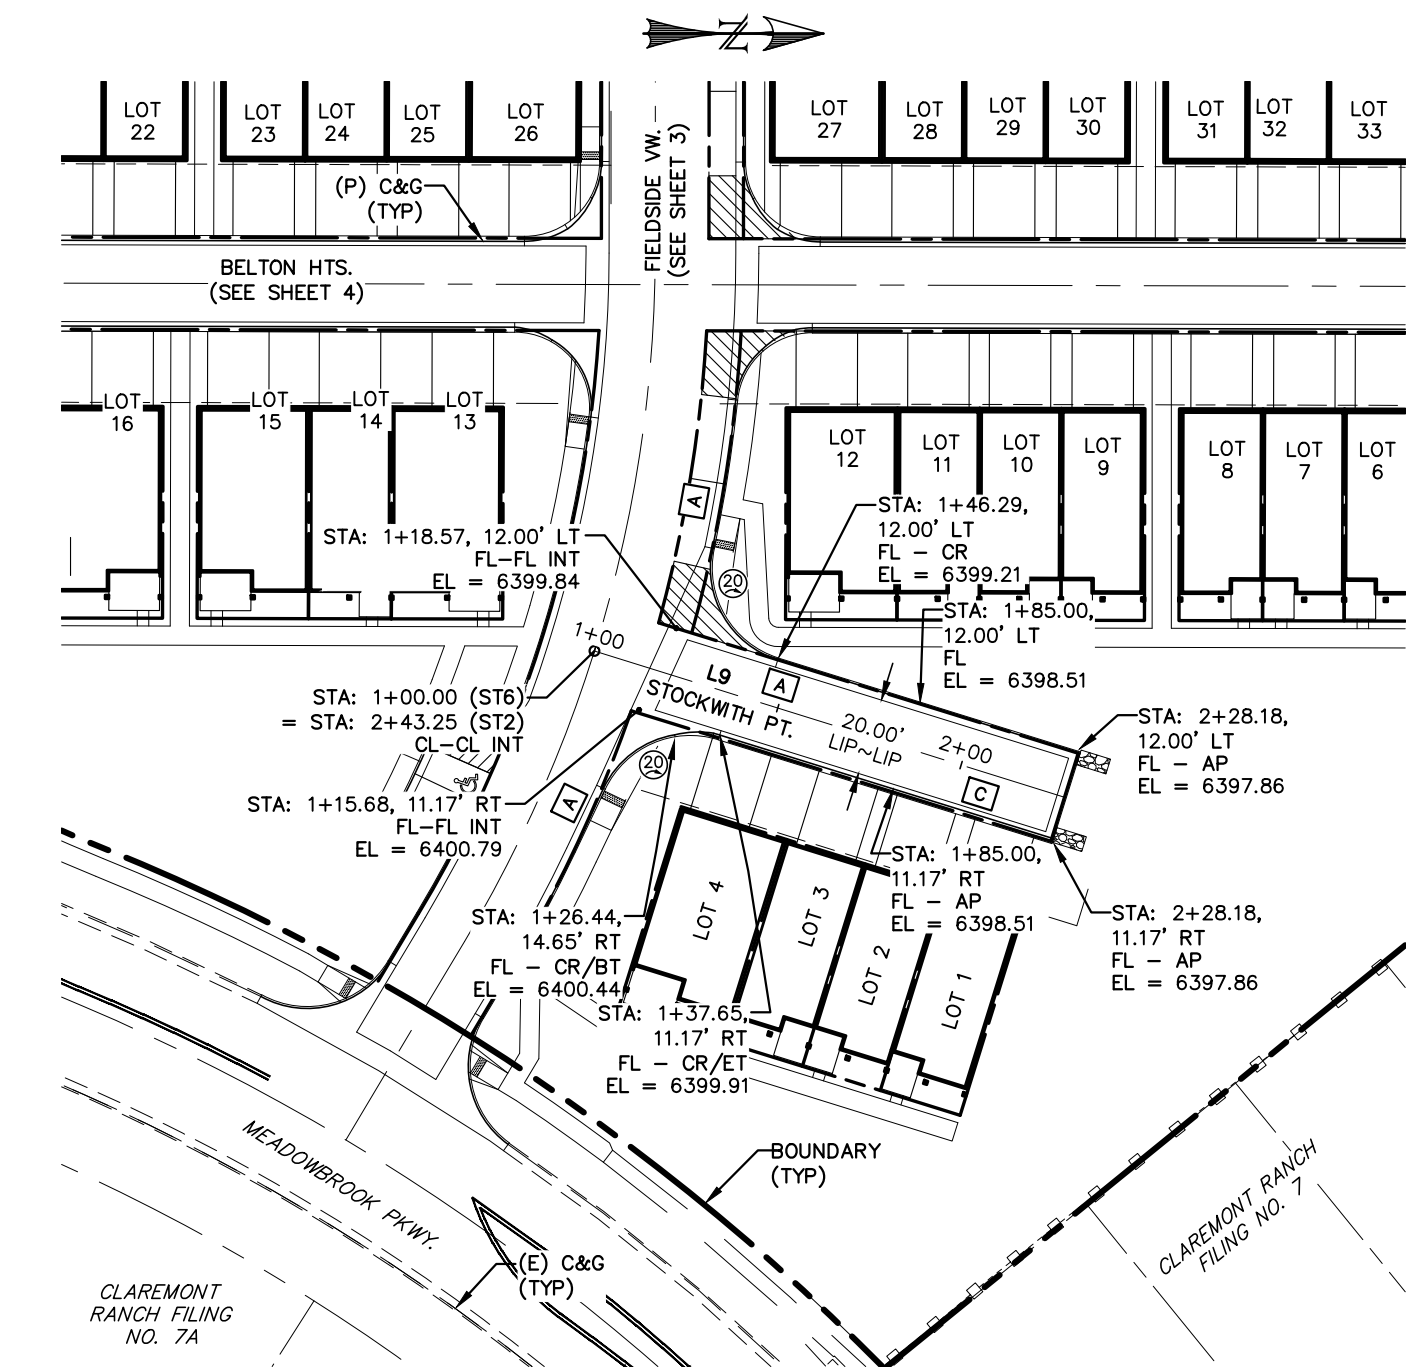 N
LOT
22
LOT
23
LOT
24
LOT
25
LOT
26
LOT
27
LOT
28
LOT
29
LOT
30
LOT
31
LOT
32
LOT
33
FIELDSIDE VW.
(SEE SHEET 3)
(P) C&G
(TYP)
BELTON HTS.
(SEE SHEET 4)
LOT
16
LOT
15
LOT
14
LOT
13
LOT
12
LOT
11
LOT
10
LOT
9
LOT
8
LOT
7
LOT
6
A
STA: 1+18.57, 12.00' LT
FL-FL INT
EL = 6399.84
STA: 1+46.29,
12.00' LT
FL - CR
EL = 6399.21
20
STA: 1+85.00,
12.00' LT
FL
EL = 6398.51
1+00
STA: 1+00.00 (ST6)
= STA: 2+43.25 (ST2)
CL-CL INT
L9
A
STOCKWITH PT.
20.00'
LIP~LIP
2+00
C
STA: 2+28.18,
12.00' LT
FL - AP
EL = 6397.86
20
A
STA: 1+15.68, 11.17' RT
FL-FL INT
EL = 6400.79
STA: 1+85.00,
11.17' RT
FL - AP
EL = 6398.51
STA: 2+28.18,
11.17' RT
FL - AP
EL = 6397.86
STA: 1+26.44,
14.65' RT
FL - CR/BT
EL = 6400.44
LOT 4
LOT 3
LOT 2
LOT 1
STA: 1+37.65,
11.17' RT
FL - CR/ET
EL = 6399.91
MEADOWBROOK PKWY.
BOUNDARY
(TYP)
(E) C&G
(TYP)
CLAREMONT RANCH
FILING NO. 7
CLAREMONT
RANCH FILING
NO. 7A